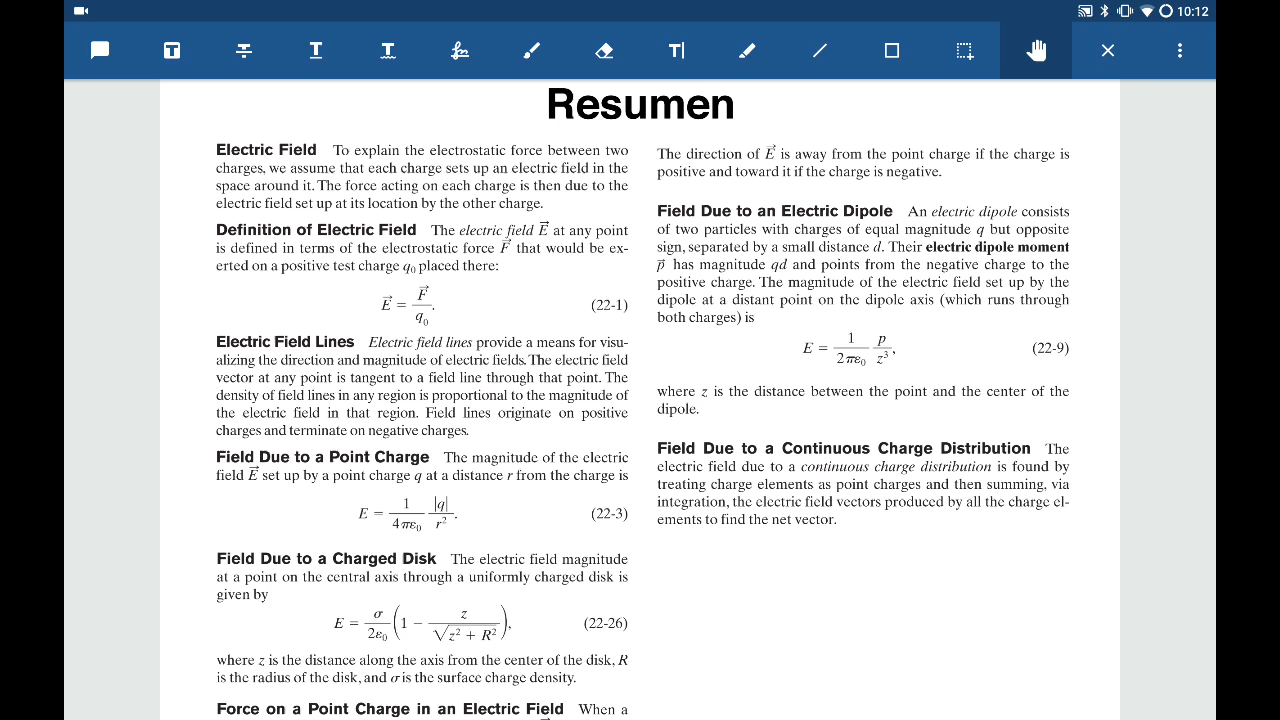 10:12
Resumen
Electric Field To explain the electrostatic force between two
charges, we assume that each charge sets up an electric field in the
space around it. The force acting on each charge is then due to the
electric field set up at its location by the other charge.
Definition of Electric Field The electric field E⃗ at any point
is defined in terms of the electrostatic force F⃗ that would be ex-
erted on a positive test charge q₀ placed there:
E⃗ = F⃗/q₀. (22-1)
Electric Field Lines Electric field lines provide a means for visu-
alizing the direction and magnitude of electric fields. The electric field
vector at any point is tangent to a field line through that point. The
density of field lines in any region is proportional to the magnitude of
the electric field in that region. Field lines originate on positive
charges and terminate on negative charges.
Field Due to a Point Charge The magnitude of the electric
field E⃗ set up by a point charge q at a distance r from the charge is
E = 1/(4πε₀) |q|/r². (22-3)
Field Due to a Charged Disk The electric field magnitude
at a point on the central axis through a uniformly charged disk is
given by
E = σ/(2ε₀) (1 − z/√(z² + R²)), (22-26)
where z is the distance along the axis from the center of the disk, R
is the radius of the disk, and σ is the surface charge density.
Force on a Point Charge in an Electric Field When a
The direction of E⃗ is away from the point charge if the charge is
positive and toward it if the charge is negative.
Field Due to an Electric Dipole An electric dipole consists
of two particles with charges of equal magnitude q but opposite
sign, separated by a small distance d. Their electric dipole moment
p⃗ has magnitude qd and points from the negative charge to the
positive charge. The magnitude of the electric field set up by the
dipole at a distant point on the dipole axis (which runs through
both charges) is
E = 1/(2πε₀) p/z³, (22-9)
where z is the distance between the point and the center of the
dipole.
Field Due to a Continuous Charge Distribution The
electric field due to a continuous charge distribution is found by
treating charge elements as point charges and then summing, via
integration, the electric field vectors produced by all the charge el-
ements to find the net vector.